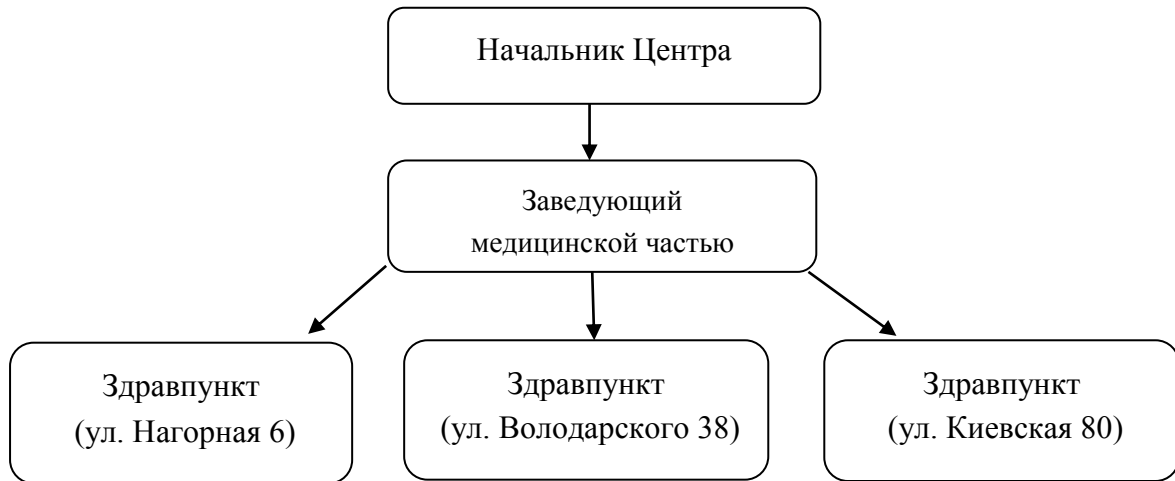 Начальник Центра
Заведующий
медицинской частью
Здравпункт
(ул. Нагорная 6)
Здравпункт
(ул. Володарского 38)
Здравпункт
(ул. Киевская 80)